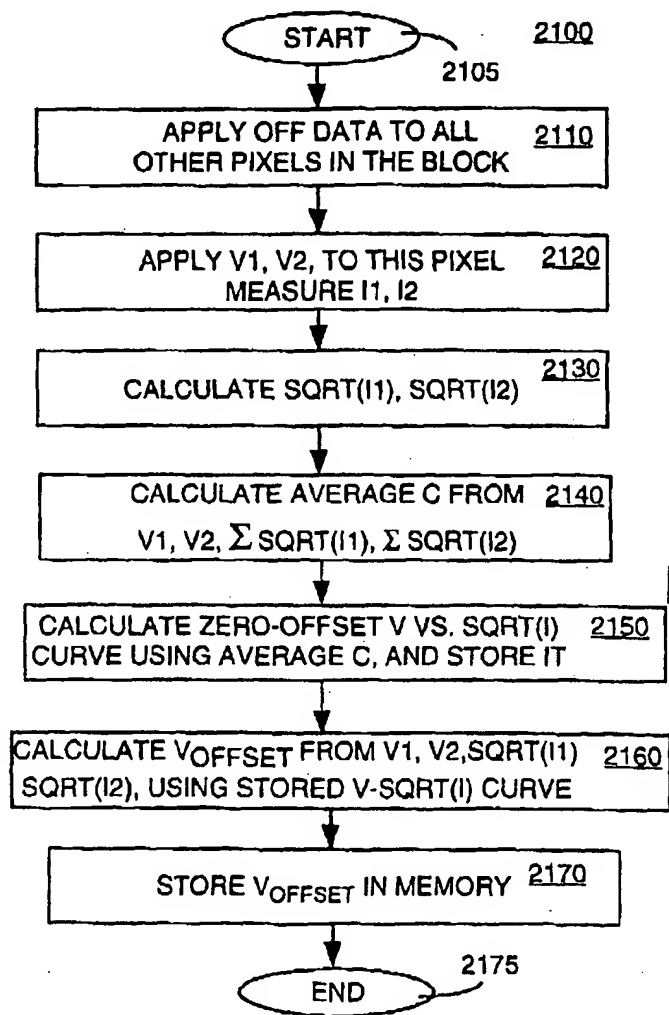 START
2100
2105
APPLY OFF DATA TO ALL
OTHER PIXELS IN THE BLOCK
2110
APPLY V1, V2, TO THIS PIXEL
MEASURE I1, I2
2120
CALCULATE SQRT(I1), SQRT(I2)
2130
CALCULATE AVERAGE C FROM
V1, V2, Σ SQRT(I1), Σ SQRT(I2)
2140
CALCULATE ZERO-OFFSET V VS. SQRT(I)
CURVE USING AVERAGE C, AND STORE IT
2150
CALCULATE VOFFSET FROM V1, V2,SQRT(I1)
SQRT(I2), USING STORED V-SQRT(I) CURVE
2160
STORE VOFFSET IN MEMORY
2170
END
2175